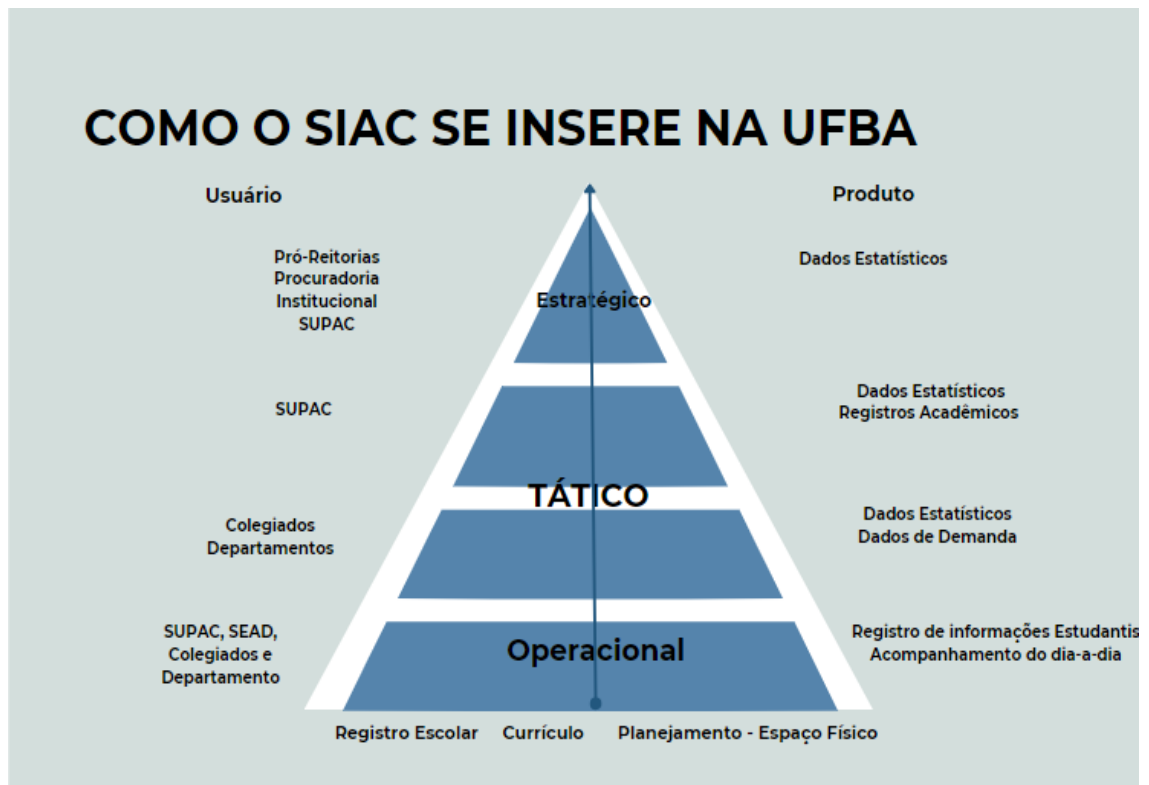 COMO O SIAC SE INSERE NA UFBA
Usuário
Produto
Pró-Reitorias
Procuradoria
Institucional
SUPAC
Estratégico
Dados Estatísticos
SUPAC
Dados Estatísticos
Registros Acadêmicos
TÁTICO
Colegiados
Departamentos
Dados Estatísticos
Dados de Demanda
SUPAC, SEAD,
Colegiados e
Departamento
Operacional
Registro de informações Estudantis
Acompanhamento do dia-a-dia
Registro Escolar Currículo Planejamento - Espaço Físico